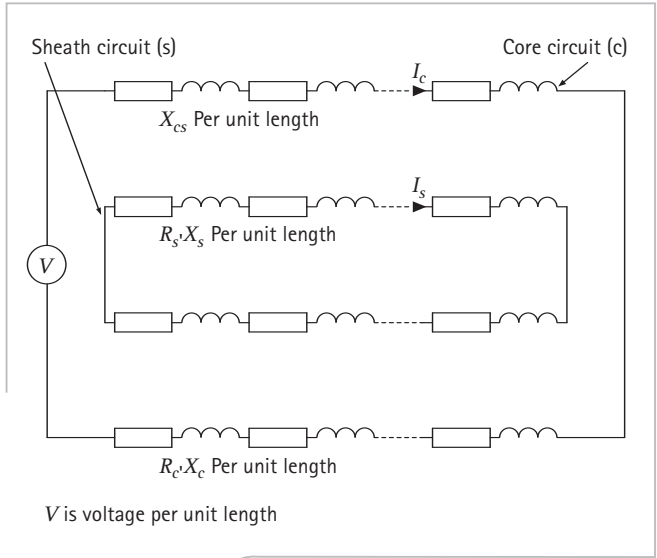 Sheath circuit (s)
Core circuit (c)
I_c
X_cs Per unit length
I_s
R_s, X_s Per unit length
V
R_c, X_c Per unit length
V is voltage per unit length